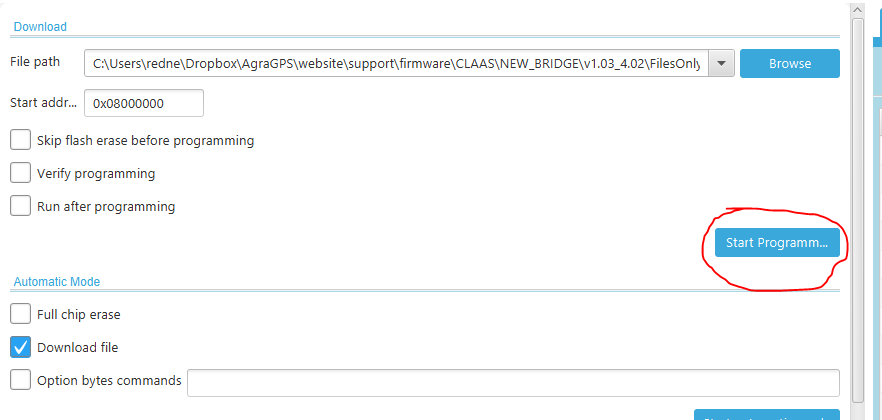 Download
File path C:\Users\redne\Dropbox\AgraGPS\website\support\firmware\CLAAS\NEW_BRIDGE\v1.03_4.02\FilesOnly Browse
Start addr... 0x08000000
Skip flash erase before programming
Verify programming
Run after programming
Start Programm...
Automatic Mode
Full chip erase
Download file
Option bytes commands